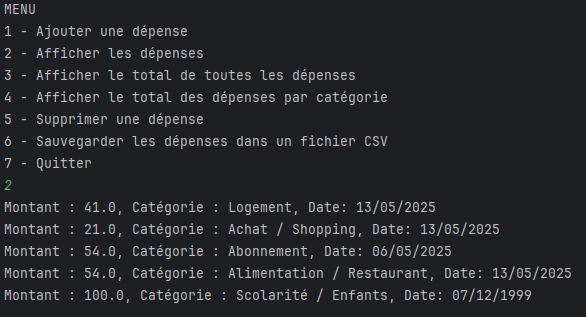 MENU
1 - Ajouter une dépense
2 - Afficher les dépenses
3 - Afficher le total de toutes les dépenses
4 - Afficher le total des dépenses par catégorie
5 - Supprimer une dépense
6 - Sauvegarder les dépenses dans un fichier CSV
7 - Quitter
2
Montant : 41.0, Catégorie : Logement, Date: 13/05/2025
Montant : 21.0, Catégorie : Achat / Shopping, Date: 13/05/2025
Montant : 54.0, Catégorie : Abonnement, Date: 06/05/2025
Montant : 54.0, Catégorie : Alimentation / Restaurant, Date: 13/05/2025
Montant : 100.0, Catégorie : Scolarité / Enfants, Date: 07/12/1999